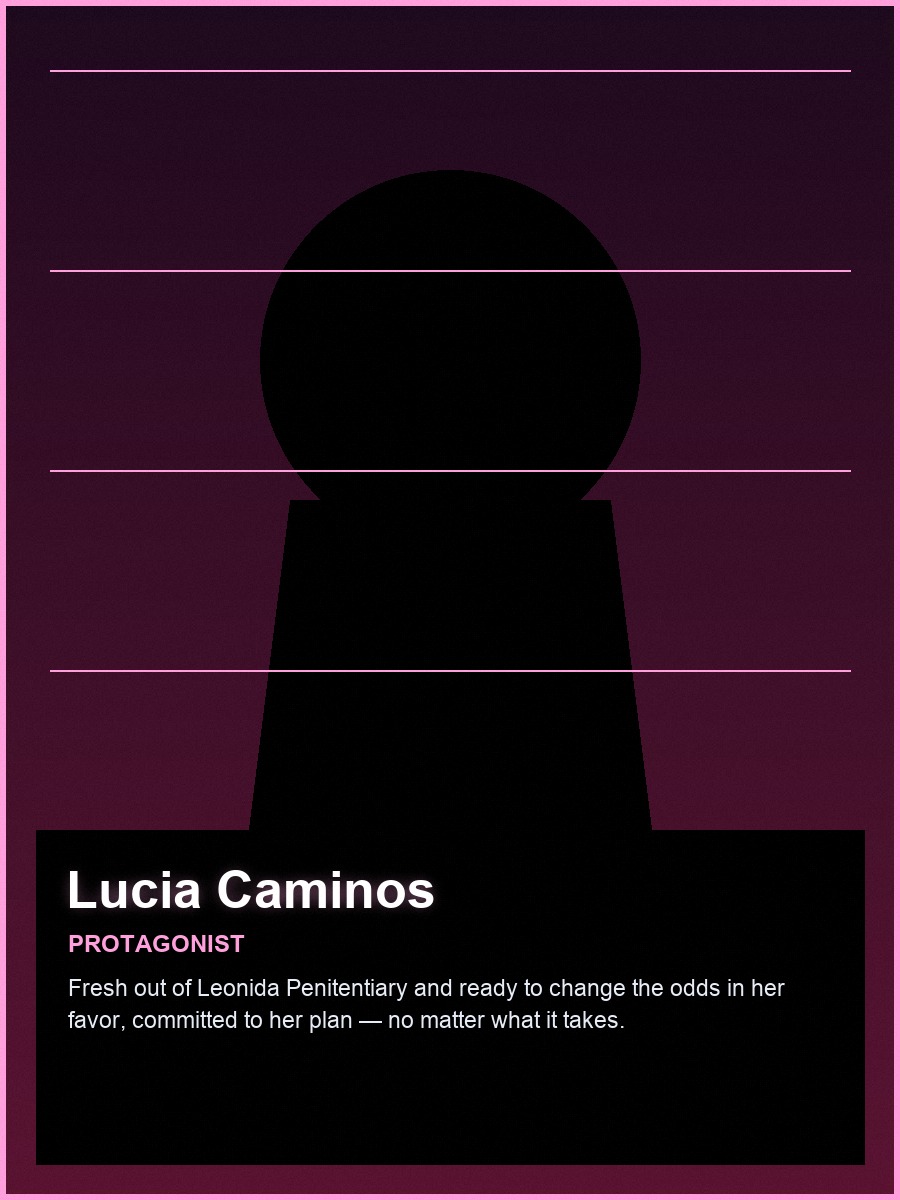 Lucia Caminos
PROTAGONIST
Fresh out of Leonida Penitentiary and ready to change the odds in her
favor, committed to her plan — no matter what it takes.